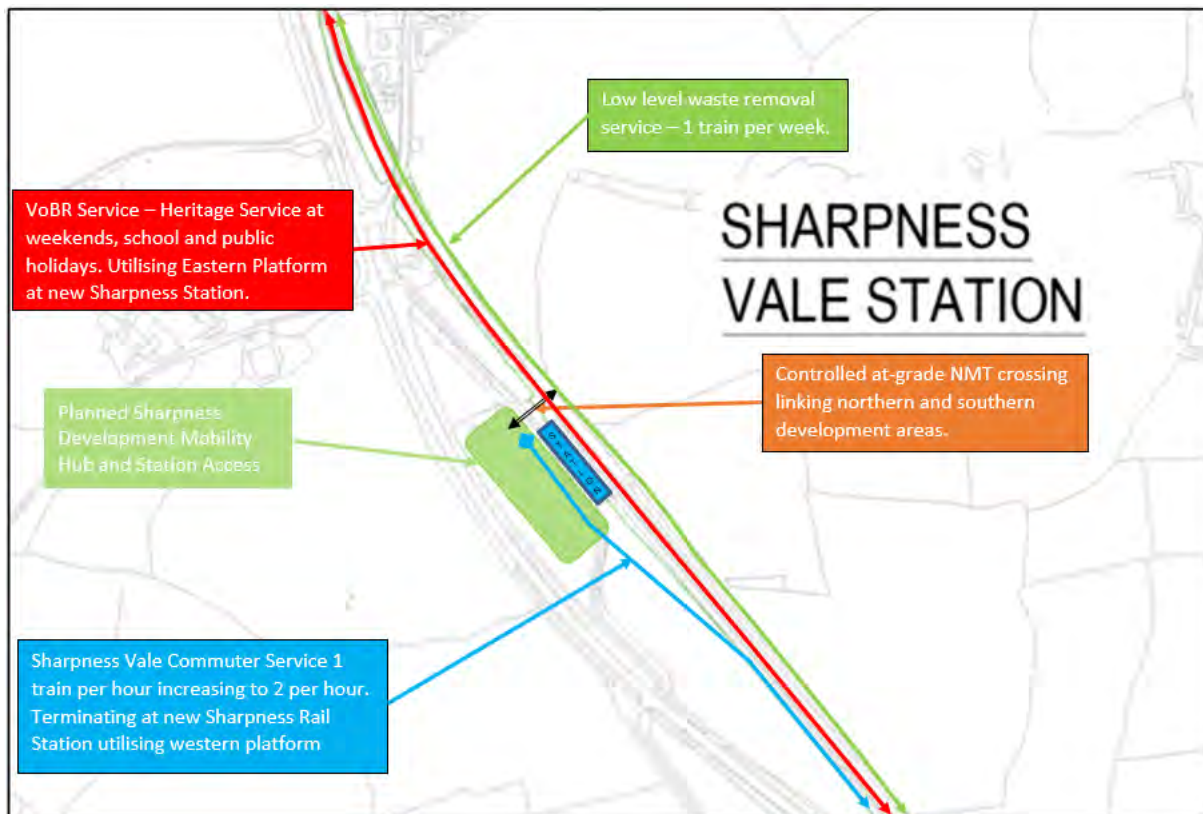 Low level waste removal
service – 1 train per week.
VoBR Service – Heritage Service at
weekends, school and public
holidays. Utilising Eastern Platform
at new Sharpness Station.
SHARPNESS
VALE STATION
Controlled at-grade NMT crossing
linking northern and southern
development areas.
Planned Sharpness
Development Mobility
Hub and Station Access
STATION
Sharpness Vale Commuter Service 1
train per hour increasing to 2 per hour.
Terminating at new Sharpness Rail
Station utilising western platform